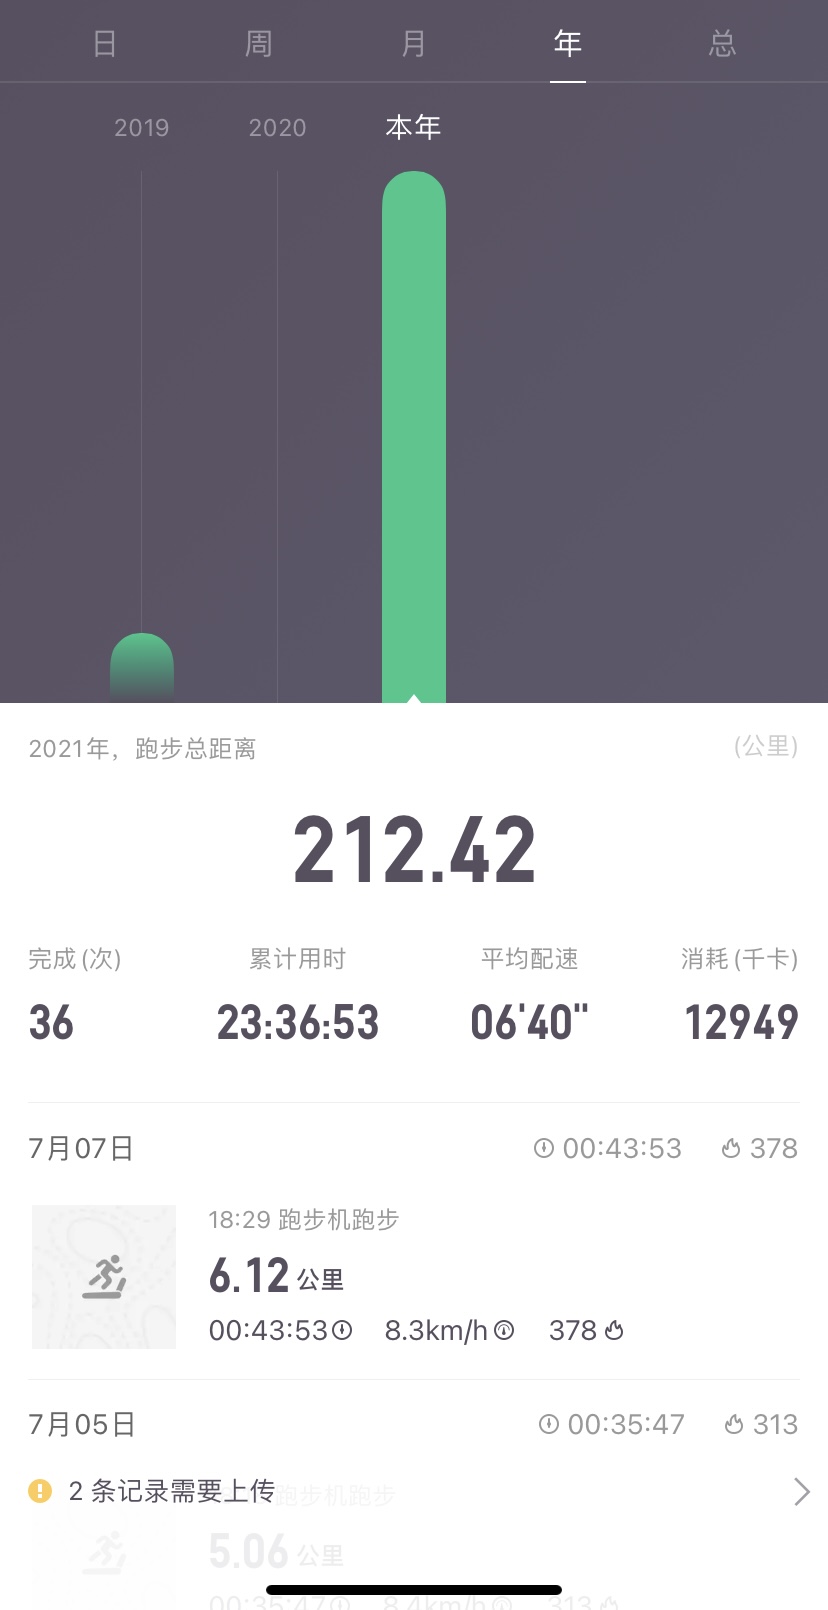 日 周 月 年 总
2019 2020 本年
2021年，跑步总距离 (公里)
212.42
完成(次) 累计用时 平均配速 消耗(千卡)
36 23:36:53 06'40" 12949
7月07日 00:43:53 378
18:29 跑步机跑步
6.12 公里
00:43:53 8.3km/h 378
7月05日 00:35:47 313
2 条记录需要上传 跑步机跑步
5.06 公里
00:35:47 8.4km/h 313